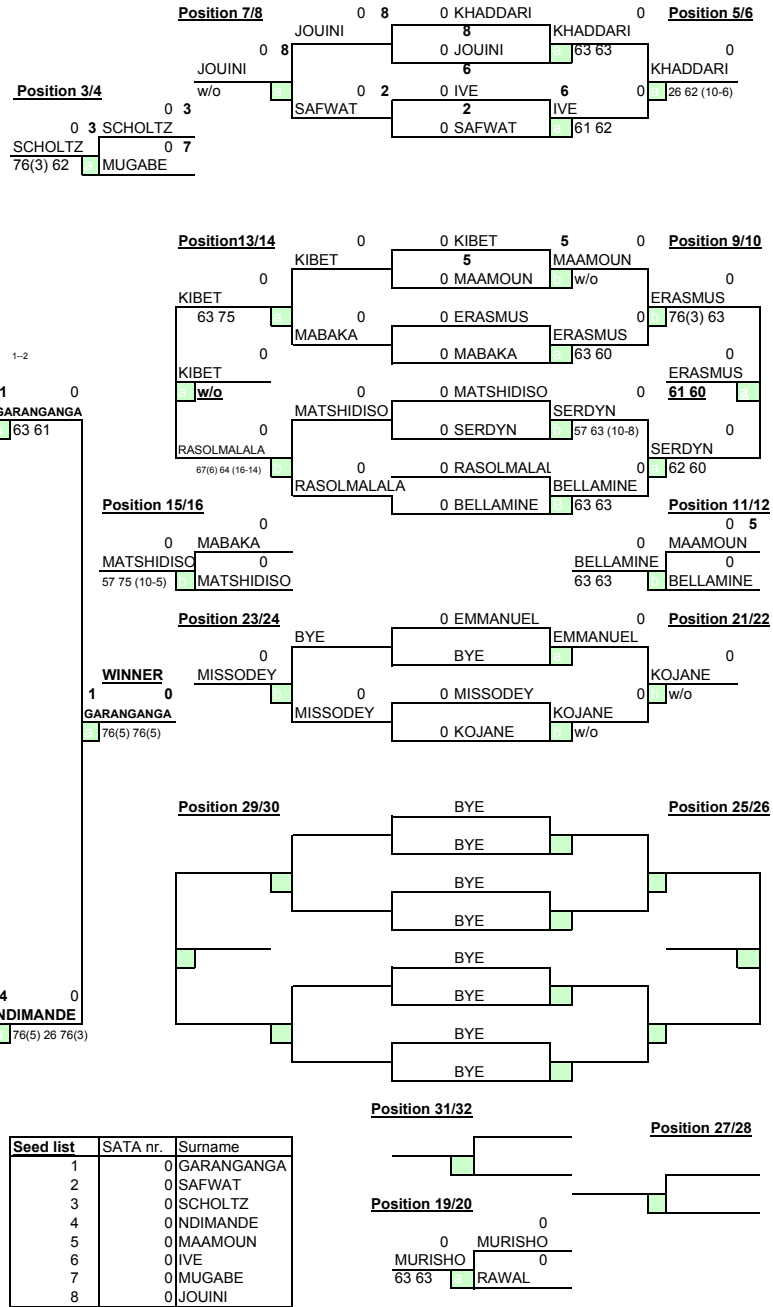 Position 7/8 0 8 0 KHADDARI 0 Position 5/6
JOUINI 8 KHADDARI
0 8 0 JOUINI a 63 63 0
JOUINI 6 KHADDARI
w/o a 0 2 0 IVE 6 0 a 26 62 (10-6)
Position 3/4
SAFWAT 2 IVE
0 3
0 SAFWAT a 61 62
0 3 SCHOLTZ
SCHOLTZ 0 7
76(3) 62 a MUGABE
Position13/14 0 0 KIBET 5 0 Position 9/10
KIBET 5 MAAMOUN
0 0 MAAMOUN b w/o 0
KIBET ERASMUS
63 75 a 0 0 ERASMUS 0 b 76(3) 63
MABAKA ERASMUS
1--2 0 0 MABAKA a 63 60 0
KIBET ERASMUS
1 0 a w/o 0 0 MATSHIDISO 0 61 60 a
GARANGANGA MATSHIDISO SERDYN
63 61 0 0 SERDYN b 57 63 (10-8) 0
RASOLMALALA SERDYN
67(6) 64 (16-14) b 0 0 RASOLMALAL 0 a 62 60
RASOLMALALA BELLAMINE
Position 15/16 0 BELLAMINE b 63 63 Position 11/12
0 0 5
0 MABAKA 0 MAAMOUN
MATSHIDISO 0 BELLAMINE 0
57 75 (10-5) b MATSHIDISO 63 63 b BELLAMINE
Position 23/24 0 EMMANUEL 0 Position 21/22
BYE EMMANUEL
0 BYE a 0
WINNER MISSODEY KOJANE
1 0 b 0 0 MISSODEY 0 b w/o
GARANGANGA MISSODEY KOJANE
a 76(5) 76(5) 0 KOJANE b w/o
Position 29/30 BYE Position 25/26
BYE
BYE
BYE
BYE
4 0
BYE
NDIMANDE
76(5) 26 76(3) BYE
BYE
Position 31/32
Position 27/28
Seed list SATA nr. Surname
1 0 GARANGANGA
2 0 SAFWAT
3 0 SCHOLTZ
4 0 NDIMANDE
5 0 MAAMOUN
6 0 IVE
7 0 MUGABE
8 0 JOUINI
Position 19/20
0
0 MURISHO
MURISHO 0
63 63 a RAWAL